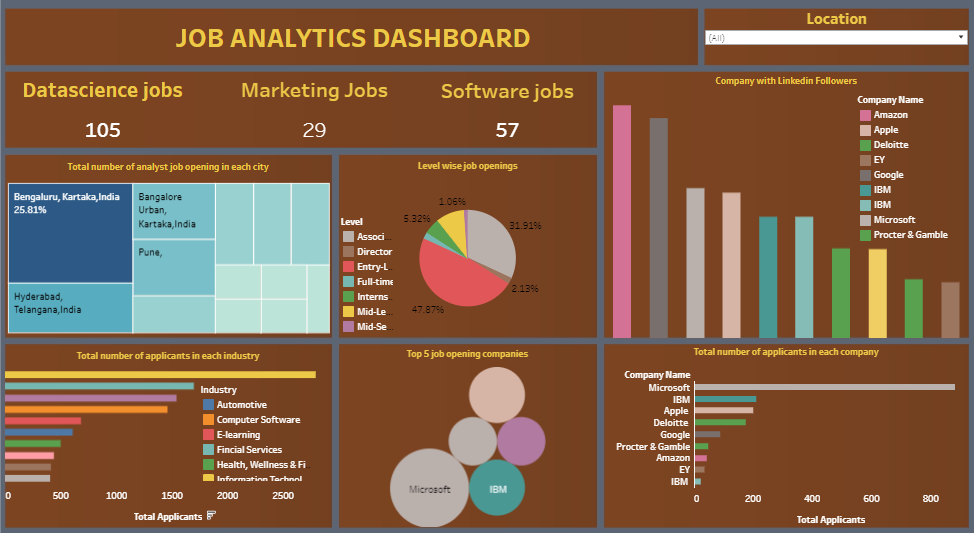 JOB ANALYTICS DASHBOARD
Location
(All)
Datascience jobs
Marketing Jobs
Software jobs
105
29
57
Company with Linkedin Followers
Company Name
Amazon
Apple
Deloitte
EY
Google
IBM
IBM
Microsoft
Procter & Gamble
Total number of analyst job opening in each city
Bengaluru, Kartaka,India
25.81%
Bangalore
Urban,
Kartaka,India
Pune,
Hyderabad,
Telangana,India
Level wise job openings
1.06%
5.32%
31.91%
2.13%
47.87%
Level
Associ
Director
Entry-L
Full-time
Interns
Mid-Le
Mid-Se
Total number of applicants in each industry
Industry
Automotive
Computer Software
E-learning
Fincial Services
Health, Wellness & Fi
Information Technol
0 500 1000 1500 2000 2500
Total Applicants
Top 5 job opening companies
Microsoft
IBM
Total number of applicants in each company
Company Name
Microsoft
IBM
Apple
Deloitte
Google
Procter & Gamble
Amazon
EY
IBM
0 200 400 600 800
Total Applicants